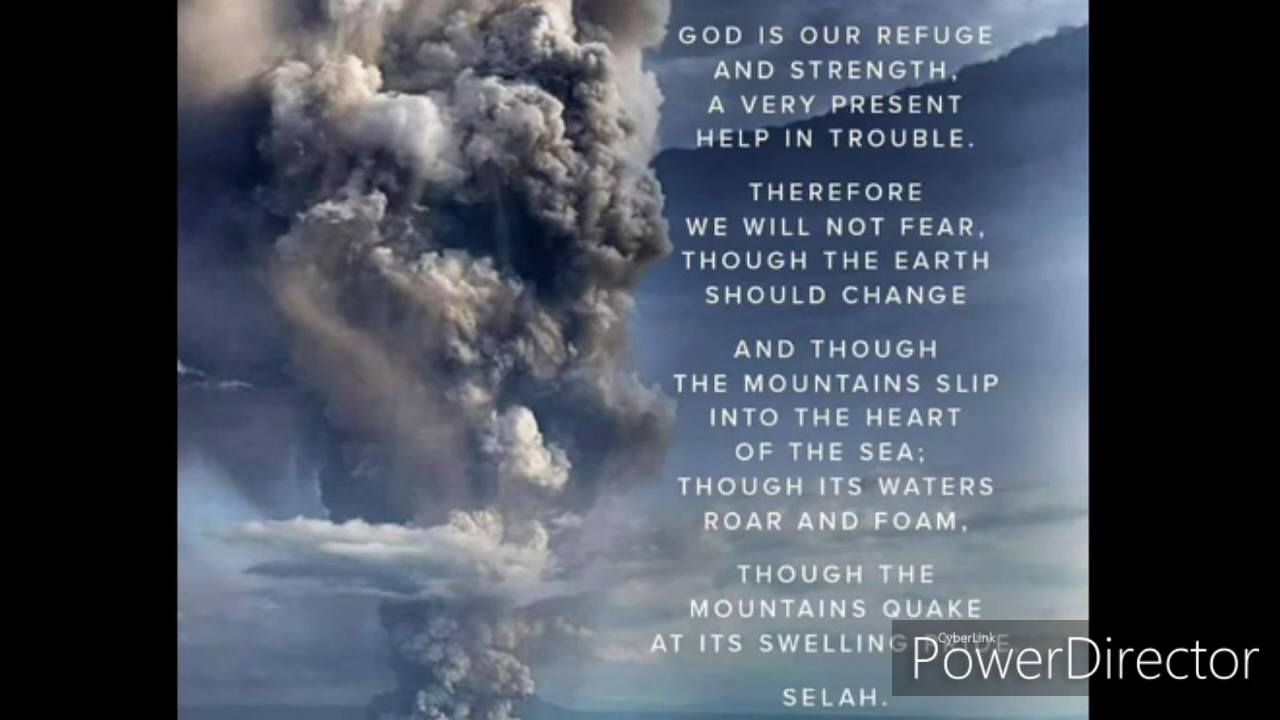 GOD IS OUR REFUGE
AND STRENGTH,
A VERY PRESENT
HELP IN TROUBLE.
THEREFORE
WE WILL NOT FEAR,
THOUGH THE EARTH
SHOULD CHANGE
AND THOUGH
THE MOUNTAINS SLIP
INTO THE HEART
OF THE SEA;
THOUGH ITS WATERS
ROAR AND FOAM,
THOUGH THE
MOUNTAINS QUAKE
AT ITS SWELLING
CyberLink
PowerDirector
SELAH.